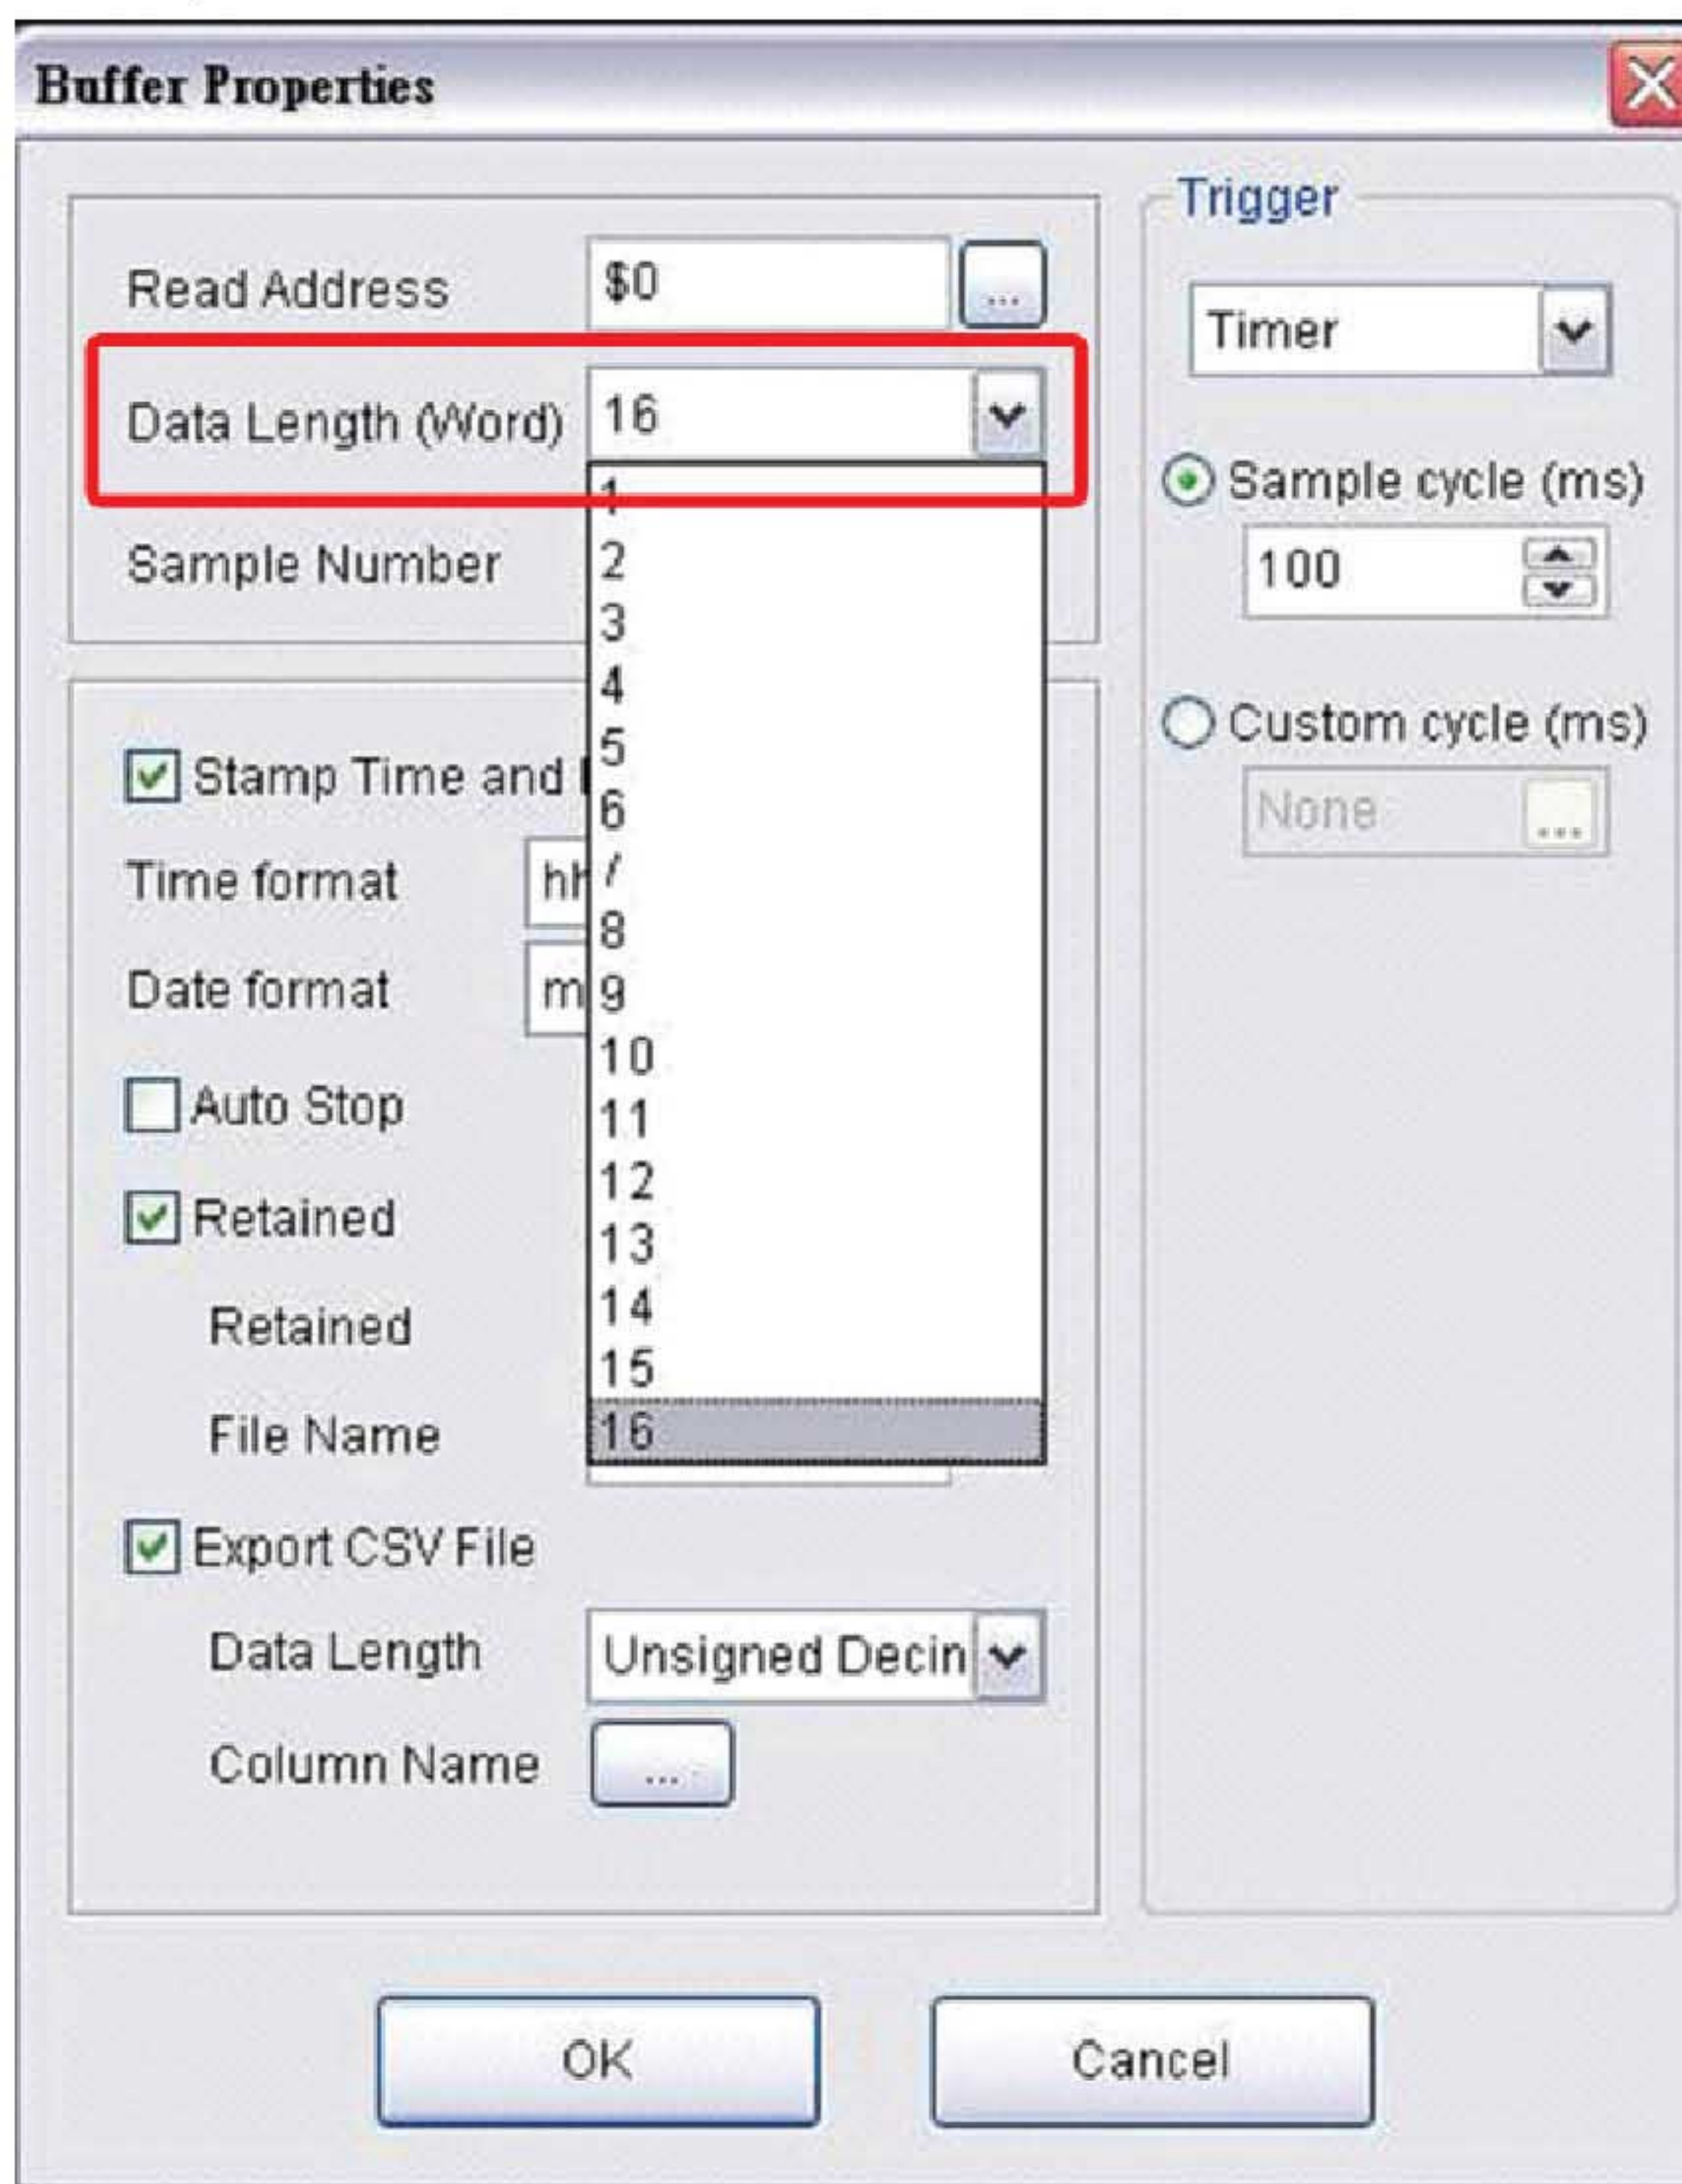 Buffer Properties
Read Address $0 ...
Data Length (Word) 16
1
Sample Number
2
3
4
5
6
7
8
9
10
11
12
13
14
15
16
Stamp Time and
Time format hh
Date format m
Auto Stop
Retained
Retained
File Name
Export CSV File
Data Length Unsigned Decim
Column Name ...
Trigger
Timer
Sample cycle (ms)
100
Custom cycle (ms)
None ...
OK Cancel